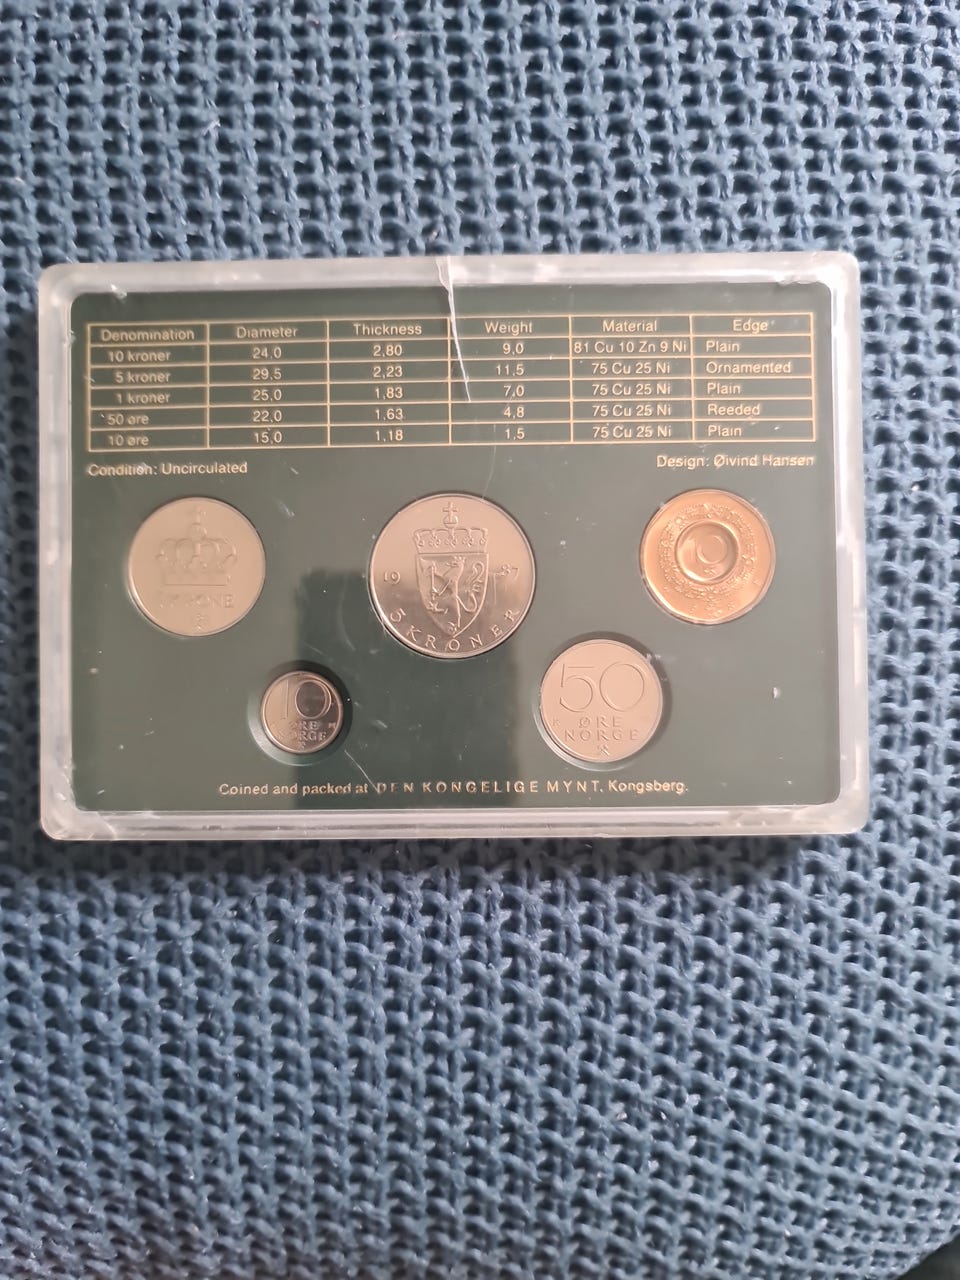 Denomination Diameter Thickness Weight Material Edge
10 kroner 24,0 2,80 9,0 81 Cu 10 Zn 9 Ni Plain
5 kroner 29,5 2,23 11,5 75 Cu 25 Ni Ornamented
1 kroner 25,0 1,83 7,0 75 Cu 25 Ni Plain
50 øre 22,0 1,63 4,8 75 Cu 25 Ni Reeded
10 øre 15,0 1,18 1,5 75 Cu 25 Ni Plain
Condition: Uncirculated
Design: Øivind Hansen
1 KRONE
19
5 KRONER
10
ØRE
NORGE
50
K
ØRE
NORGE
Coined and packed at DEN KONGELIGE MYNT, Kongsberg.